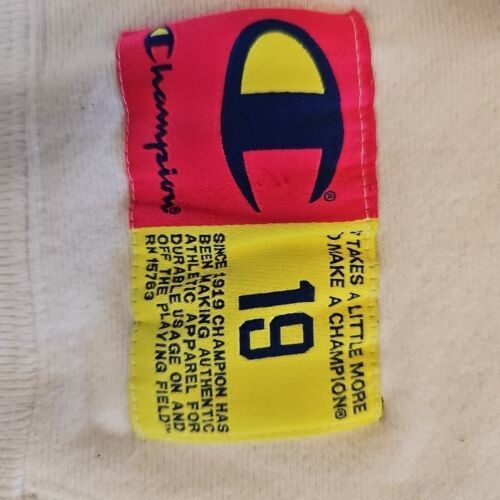 Champion®
®
IT TAKES A LITTLE MORE
TO MAKE A CHAMPION®
19
SINCE 1919 CHAMPION HAS
BEEN MAKING AUTHENTIC
ATHLETIC APPAREL FOR
DURABLE USAGE ON AND
OFF THE PLAYING FIELD™
RN 15763